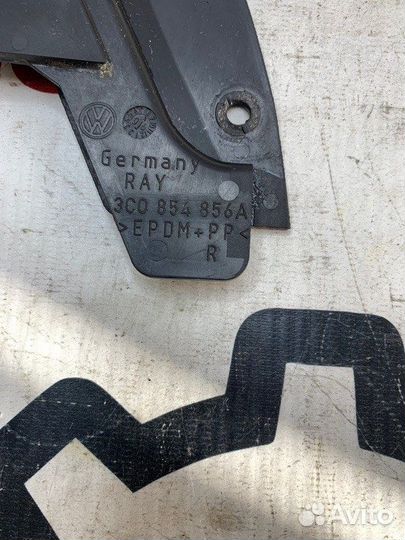 Germany
RAY
3C0 854 856A
>EPDM+PP<
R
Avito